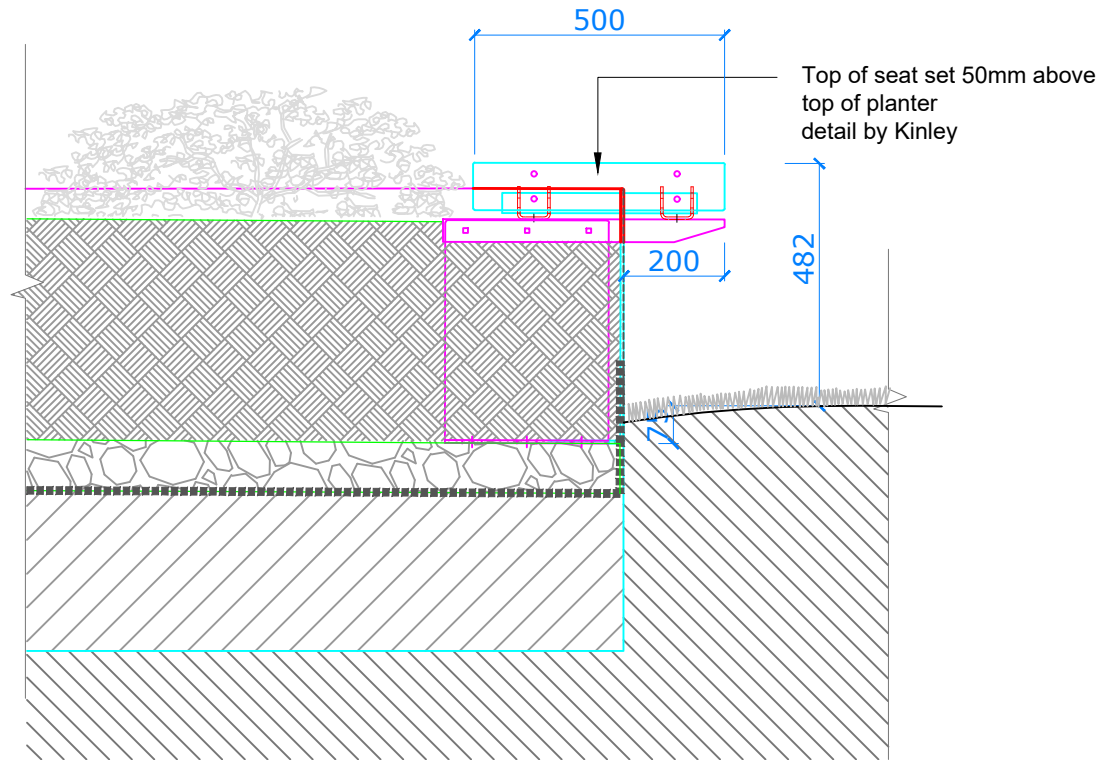 500
Top of seat set 50mm above
top of planter
detail by Kinley
482
200